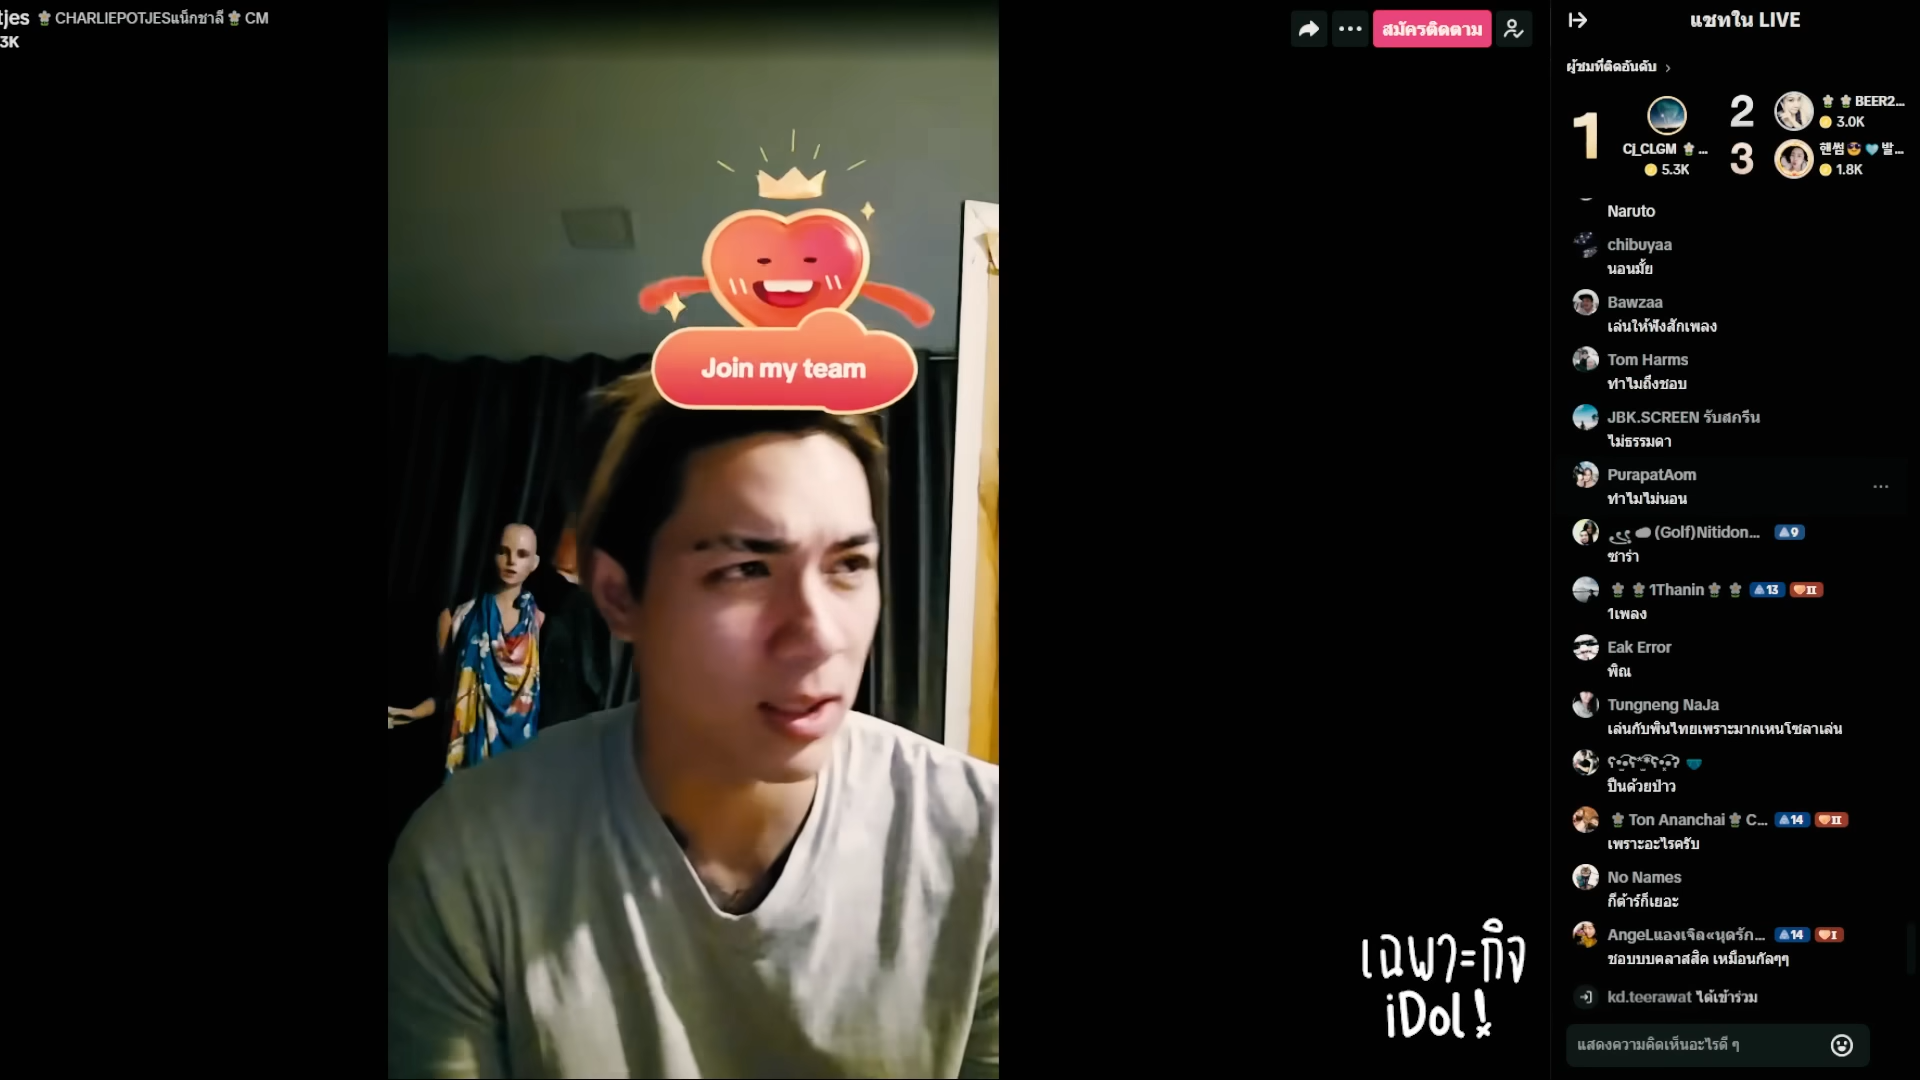 tjes CHARLIEPOTJESแน็กชาลี CM
3K
สมัครติดตาม
แชทใน LIVE
ผู้ชมที่ติดอันดับ
1
Cj_CLGM ...
5.3K
2
BEER2...
3.0K
3
핸썸 발...
1.8K
Join my team
Naruto
chibuyaa
นอนมั้ย
Bawzaa
เล่นให้ฟังสักเพลง
Tom Harms
ทำไมถึงชอบ
JBK.SCREEN รับสกรีน
ไม่ธรรมดา
PurapatAom
ทำไมไม่นอน
(Golf)Nitidon... 9
ซาร่า
1Thanin 13 II
1เพลง
Eak Error
พิณ
Tungneng NaJa
เล่นกับพินไทยเพราะมากเหนโซลาเล่น
ปืนด้วยป่าว
Ton Ananchai C... 14 II
เพราะอะไรครับ
No Names
กีต้าร์ก็เยอะ
AngeLแองเจิล«นุดรัก... 14 I
ชอบบบคลาสสิค เหมือนกัลๆๆ
kd.teerawat ได้เข้าร่วม
แสดงความคิดเห็นอะไรดี ๆ
เฉพาะกิจ
iDol!